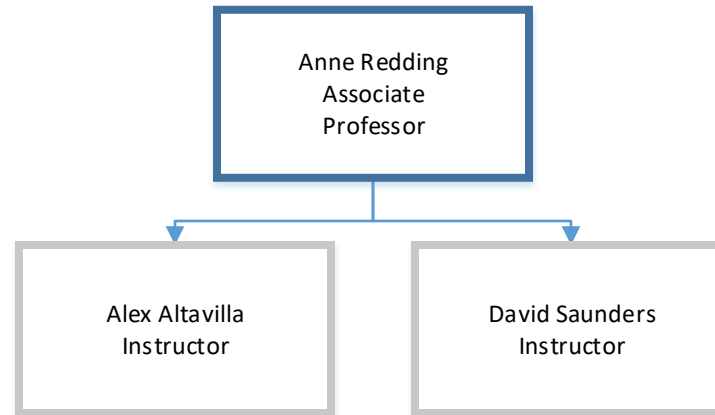 Anne Redding
Associate
Professor
Alex Altavilla
Instructor
David Saunders
Instructor